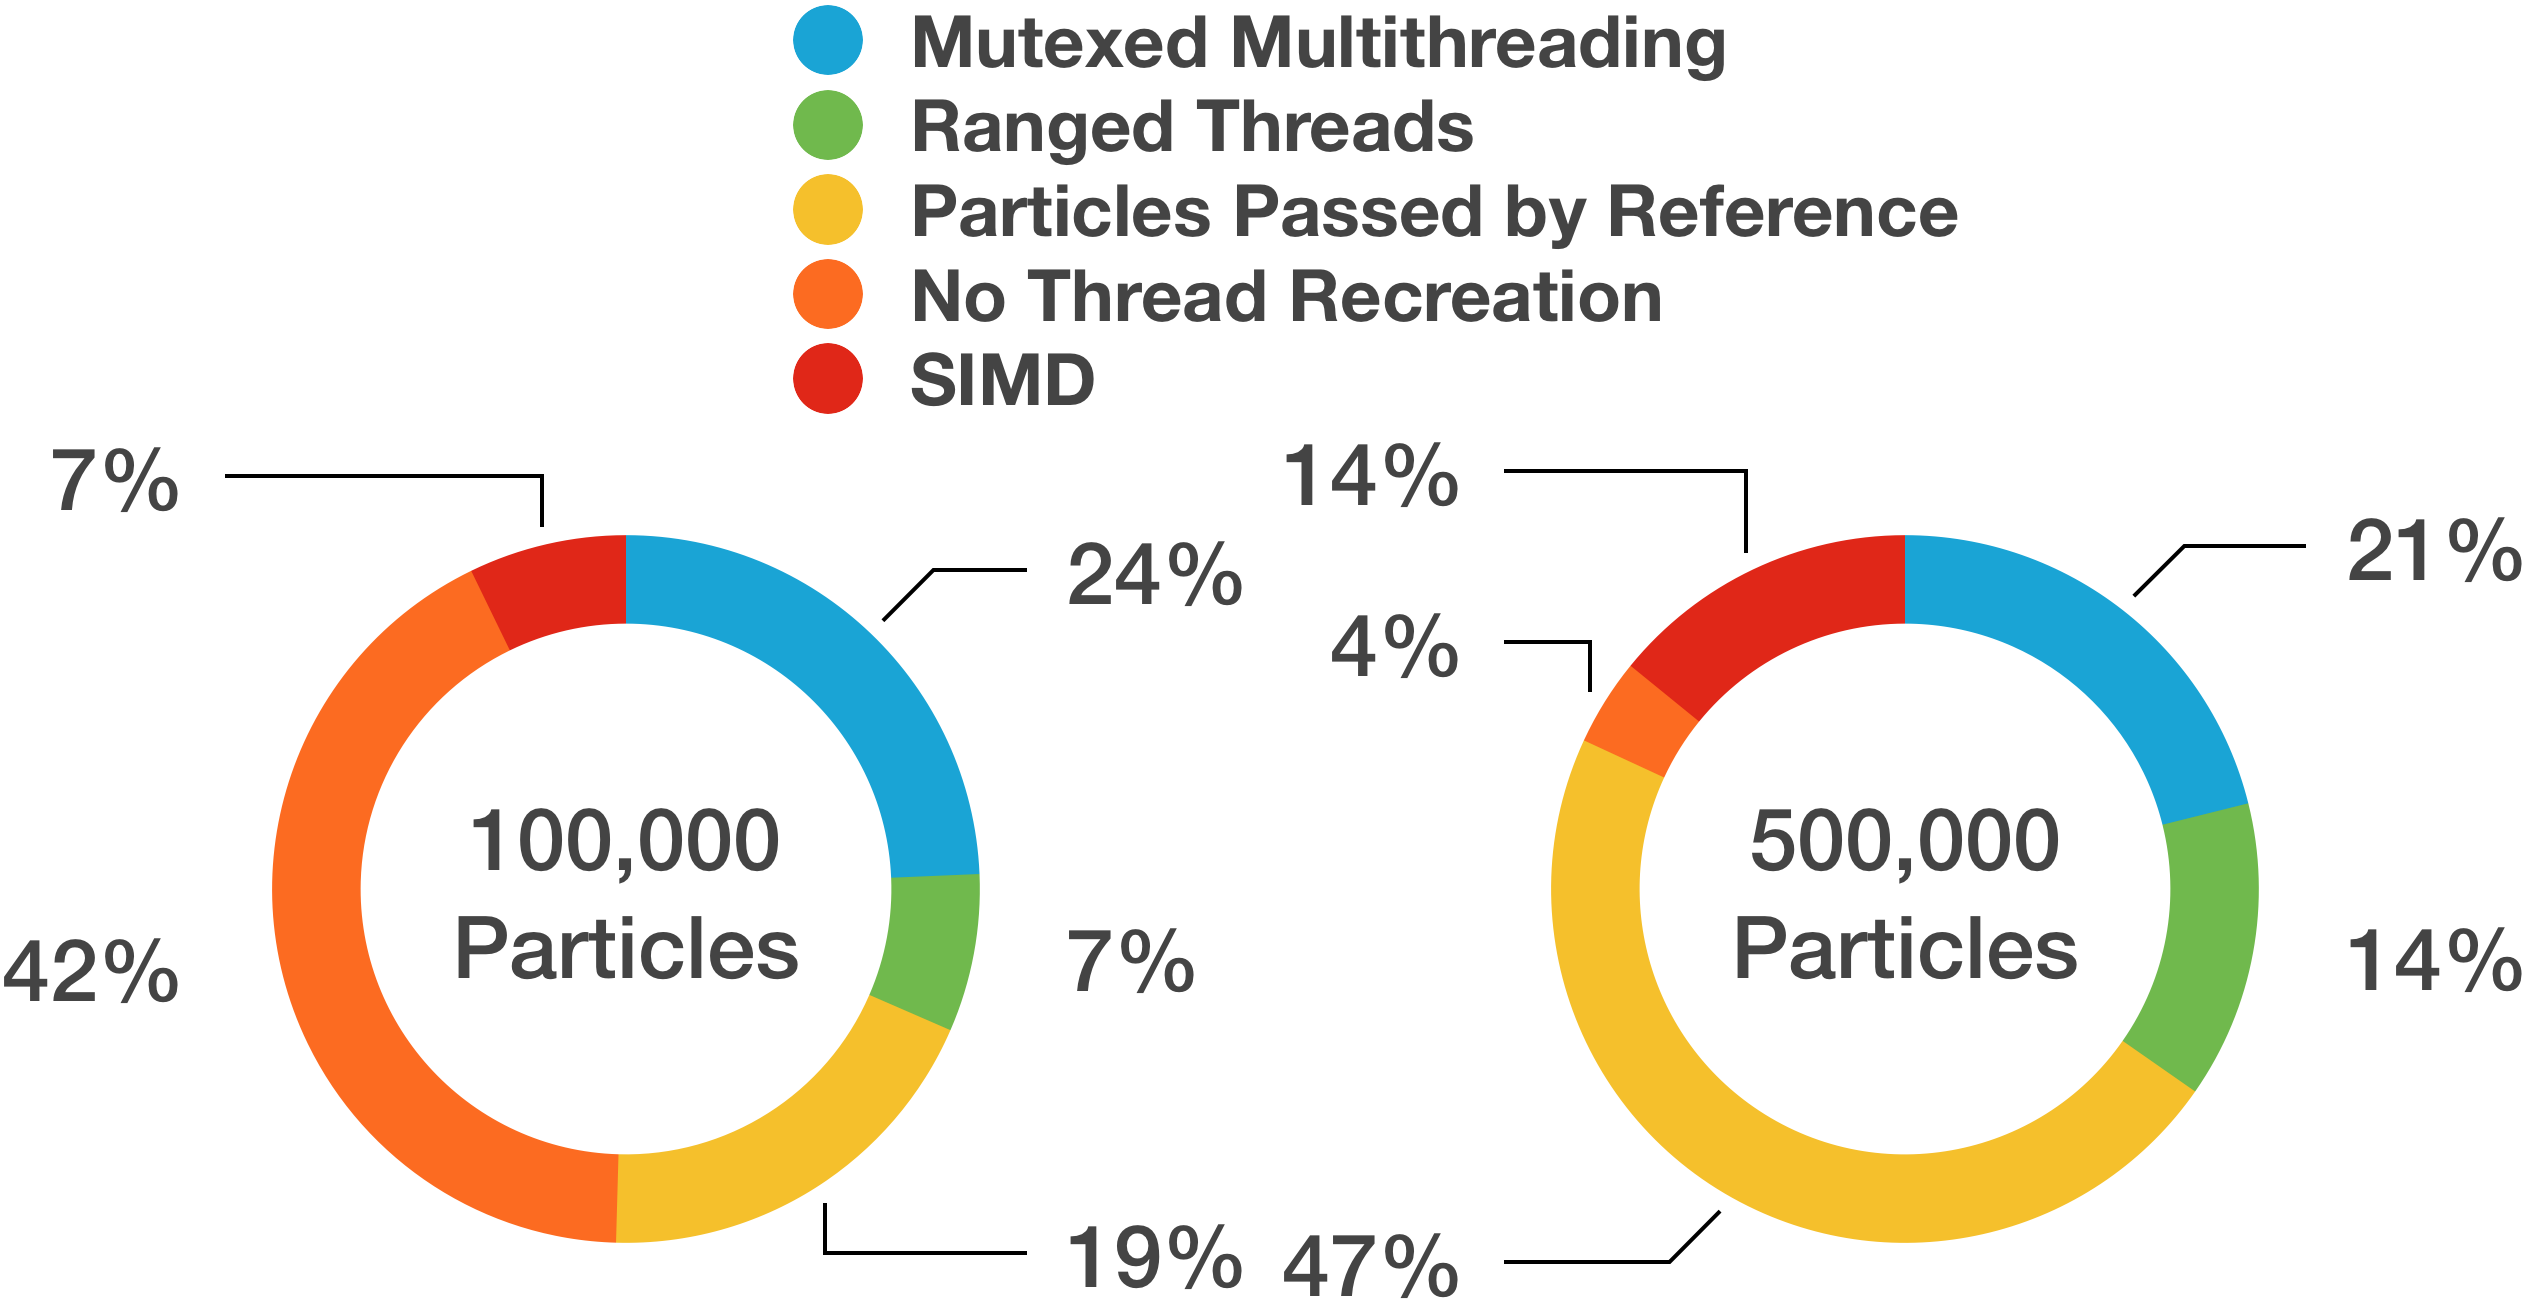 Mutexed Multithreading
Ranged Threads
Particles Passed by Reference
No Thread Recreation
SIMD
7%
24%
42%
100,000
Particles
7%
19%
14%
21%
4%
500,000
Particles
14%
47%